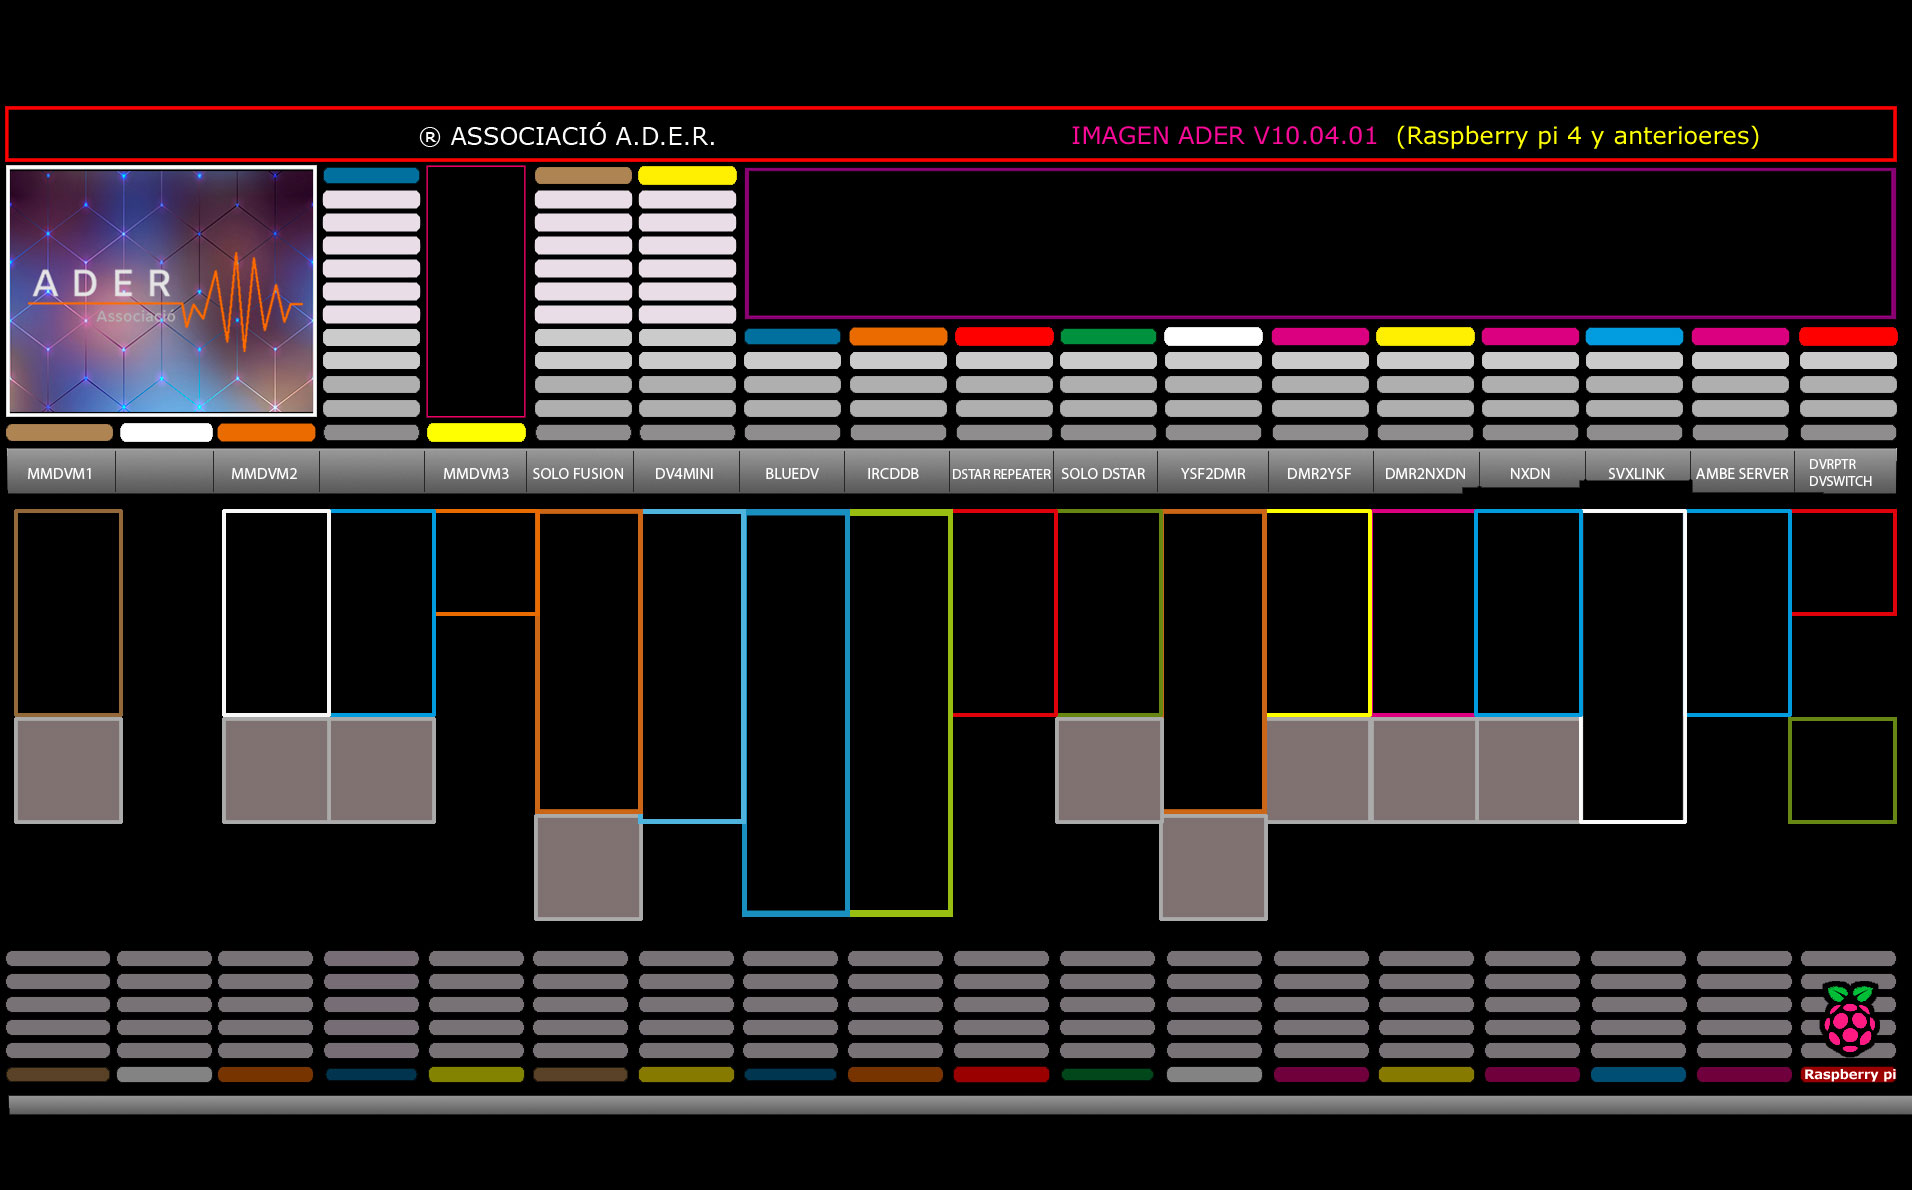 ® ASSOCIACIÓ A.D.E.R.
IMAGEN ADER V10.04.01 (Raspberry pi 4 y anterioeres)
ADER
Associació
MMDVM1
MMDVM2
MMDVM3
SOLO FUSION
DV4MINI
BLUEDV
IRCDDB
DSTAR REPEATER
SOLO DSTAR
YSF2DMR
DMR2YSF
DMR2NXDN
NXDN
SVXLINK
AMBE SERVER
DVRPTR
DVSWITCH
Raspberry pi